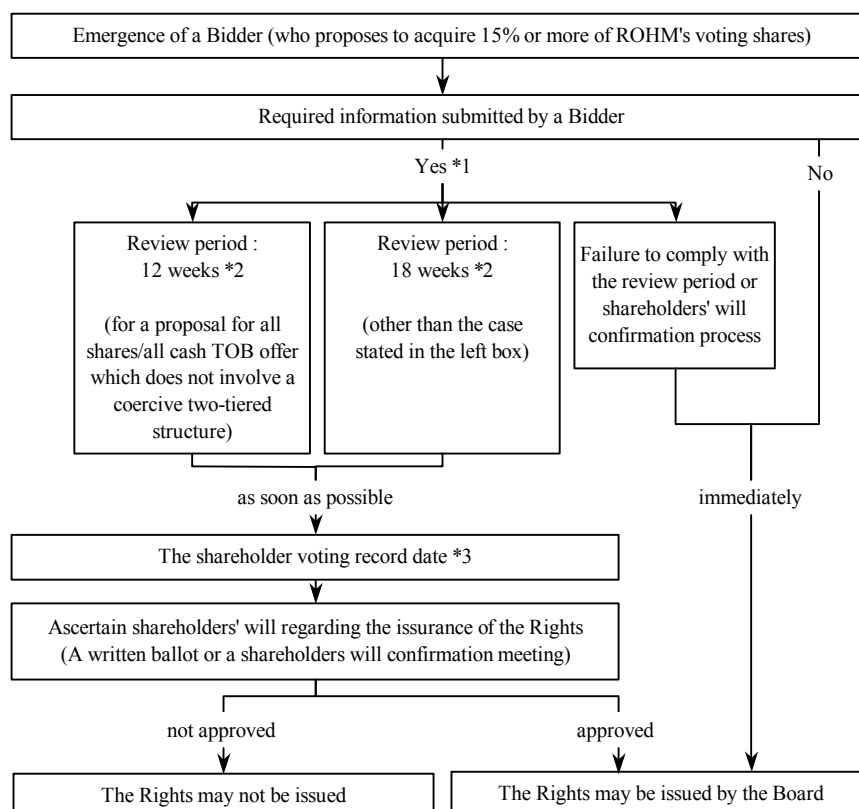 Emergence of a Bidder (who proposes to acquire 15% or more of ROHM's voting shares)
Required information submitted by a Bidder
Yes *1
No
Review period :
12 weeks *2
(for a proposal for all
shares/all cash TOB offer
which does not involve a
coercive two-tiered
structure)
Review period :
18 weeks *2
(other than the case
stated in the left box)
Failure to comply with
the review period or
shareholders' will
confirmation process
as soon as possible
immediately
The shareholder voting record date *3
Ascertain shareholders' will regarding the issurance of the Rights
(A written ballot or a shareholders will confirmation meeting)
not approved
approved
The Rights may not be issued
The Rights may be issued by the Board